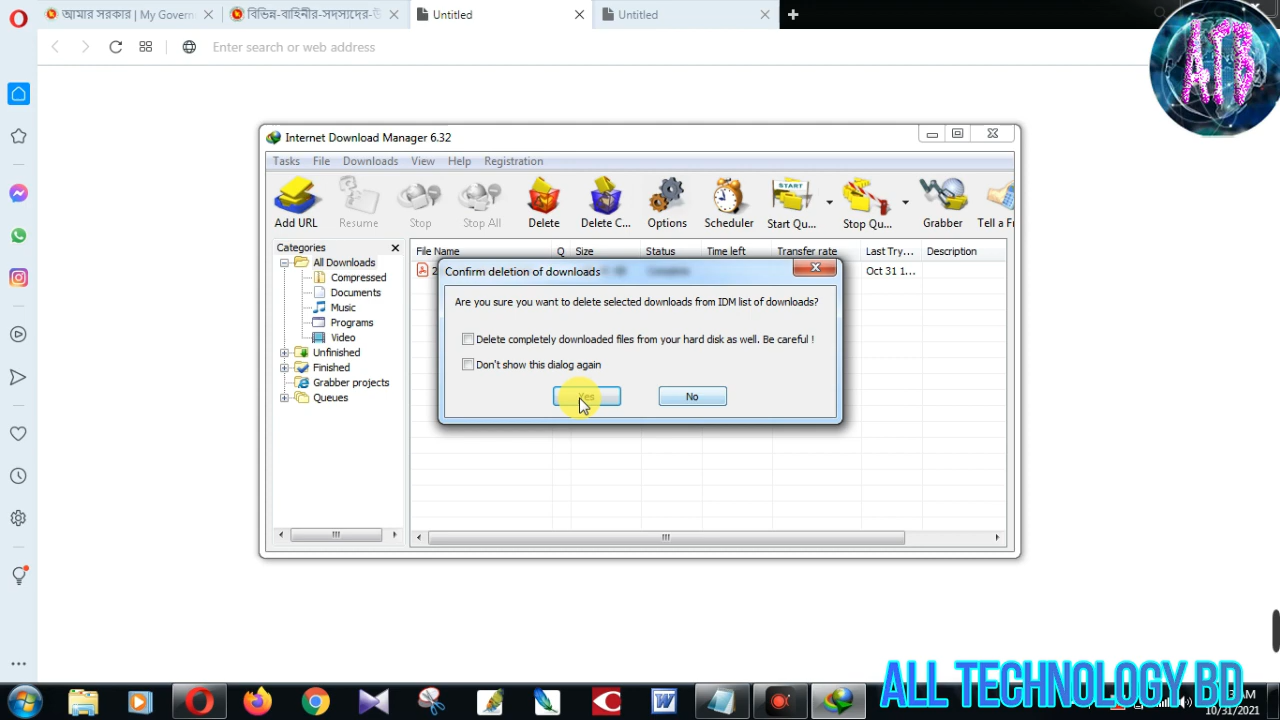 আমার সরকার | My Govern
বিভিন্ন-বাহিনীর-সদস্যদের-উ
Untitled
Untitled
Enter search or web address
AD
Internet Download Manager 6.32
Tasks File Downloads View Help Registration
Add URL Resume Stop Stop All Delete Delete C... Options Scheduler Start Qu... Stop Qu... Grabber Tell a Fr
Categories
File Name Q Size Status Time left Transfer rate Last Try... Description
All Downloads
2 Oct 31 1...
Compressed
Documents
Music
Programs
Video
Unfinished
Finished
Grabber projects
Queues
Confirm deletion of downloads
Are you sure you want to delete selected downloads from IDM list of downloads?
Delete completely downloaded files from your hard disk as well. Be careful !
Don't show this dialog again
Yes No
ALL TECHNOLOGY BD
AM
10/31/2021